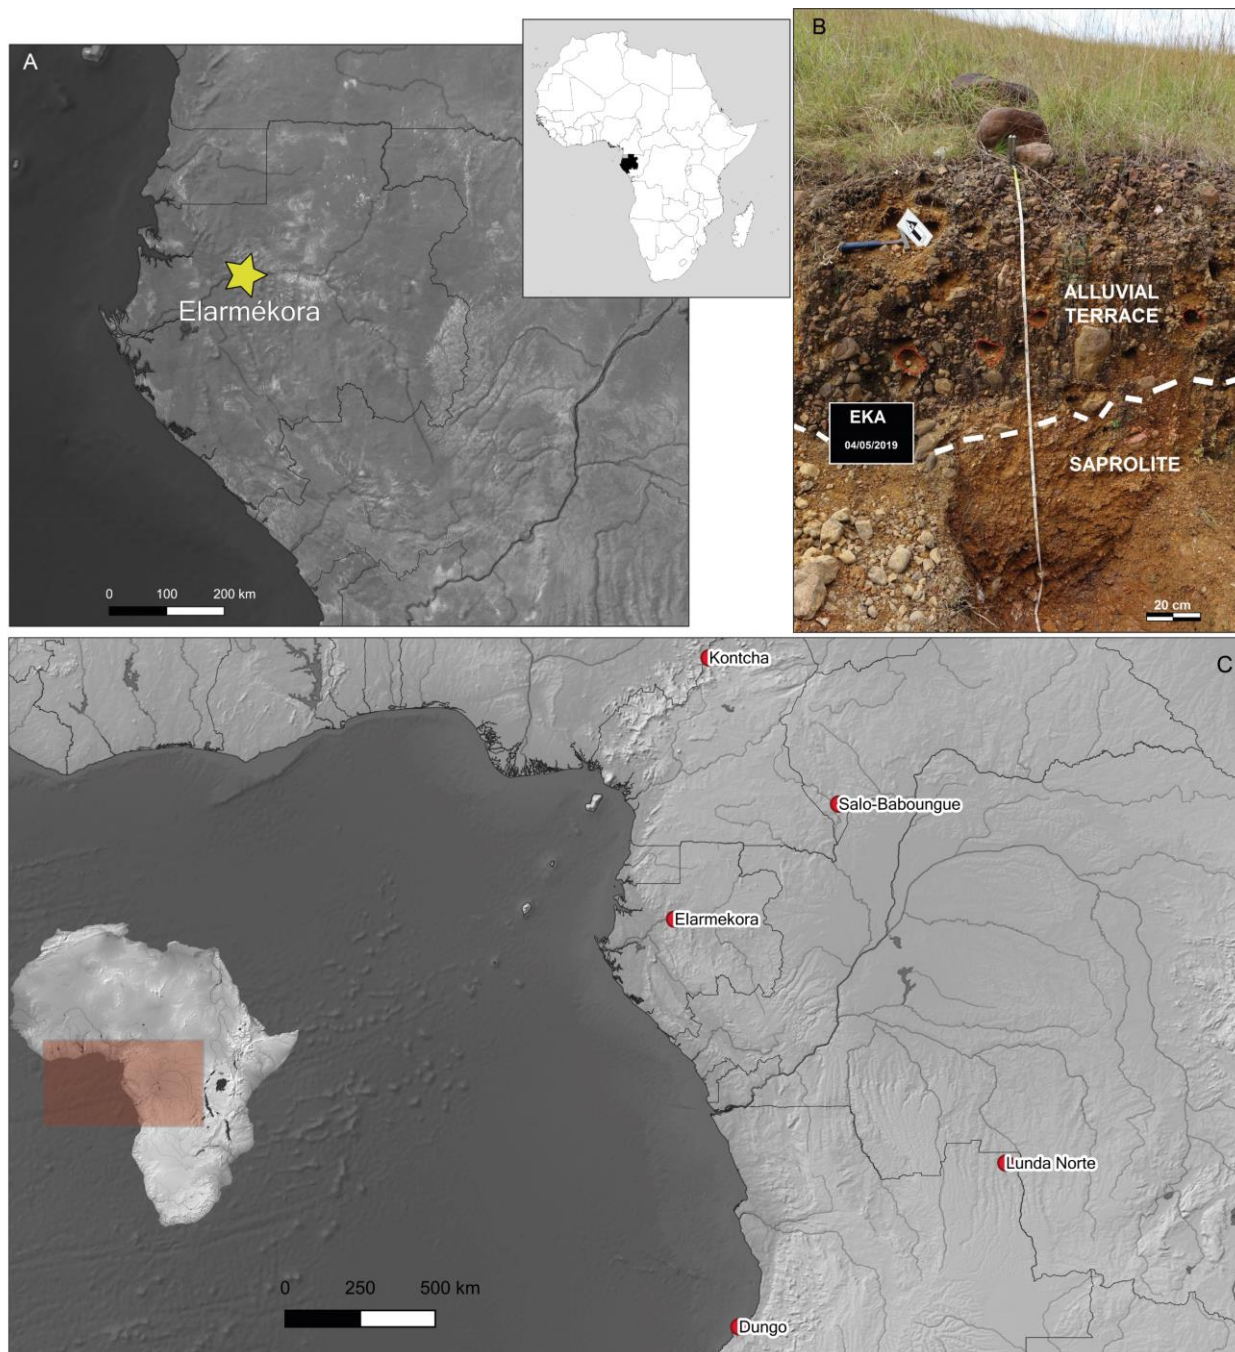 A
Elarmékora
0 100 200 km
B
ALLUVIAL
TERRACE
EKA
04/05/2019
SAPROLITE
20 cm
C
Kontcha
Salo-Baboungue
Elarmekora
Lunda Norte
Dungo
0 250 500 km